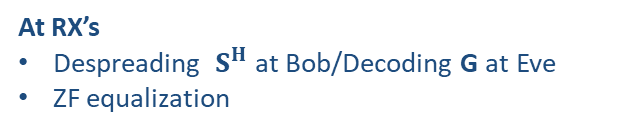 At RX's
• Despreading S^H at Bob/Decoding G at Eve
• ZF equalization